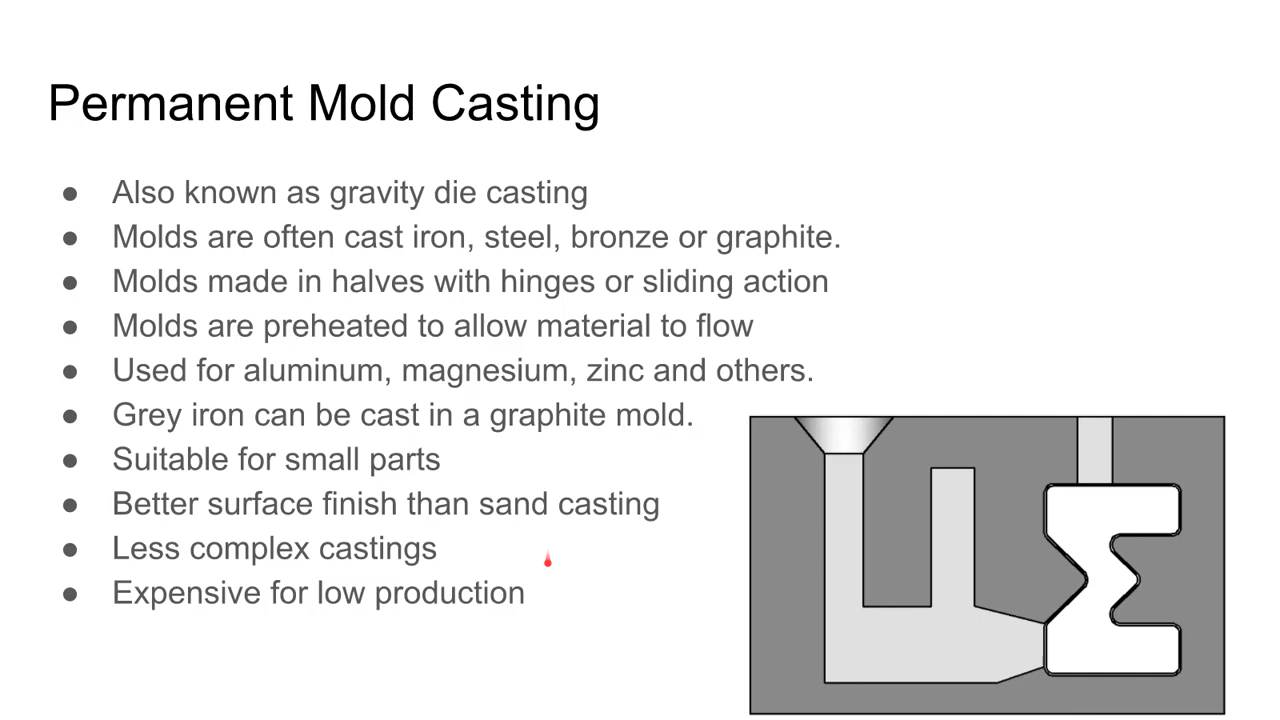 Permanent Mold Casting
● Also known as gravity die casting
● Molds are often cast iron, steel, bronze or graphite.
● Molds made in halves with hinges or sliding action
● Molds are preheated to allow material to flow
● Used for aluminum, magnesium, zinc and others.
● Grey iron can be cast in a graphite mold.
● Suitable for small parts
● Better surface finish than sand casting
● Less complex castings
● Expensive for low production